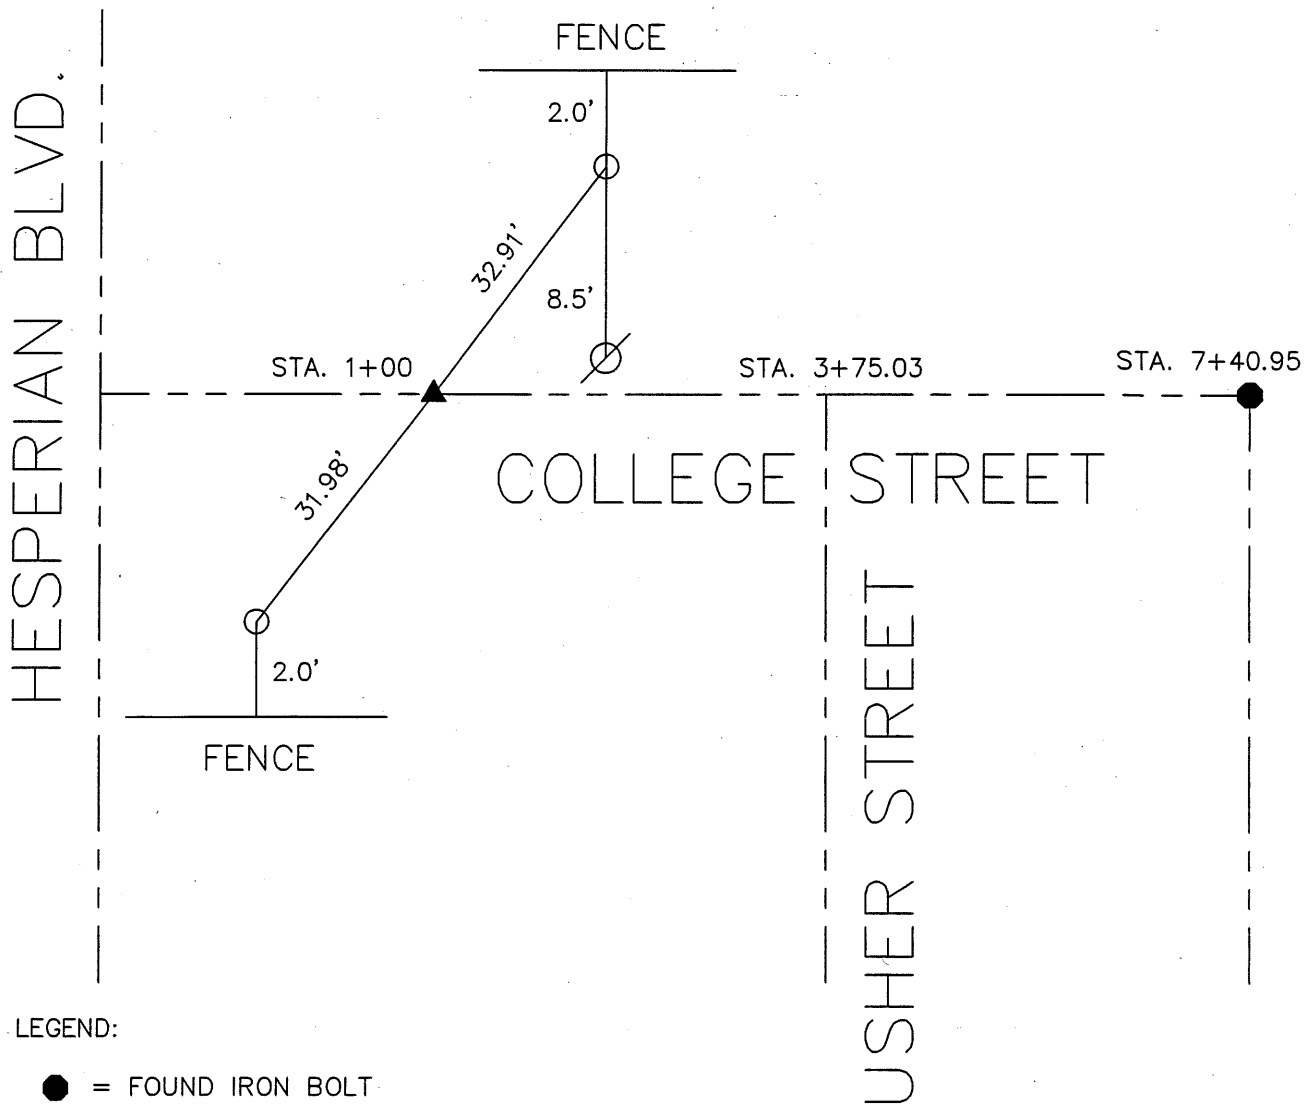 FENCE
2.0'
HESPERIAN BLVD.
32.91'
8.5'
STA. 1+00
STA. 3+75.03
STA. 7+40.95
COLLEGE STREET
31.98'
2.0'
FENCE
USHER STREET
LEGEND:
= FOUND IRON BOLT